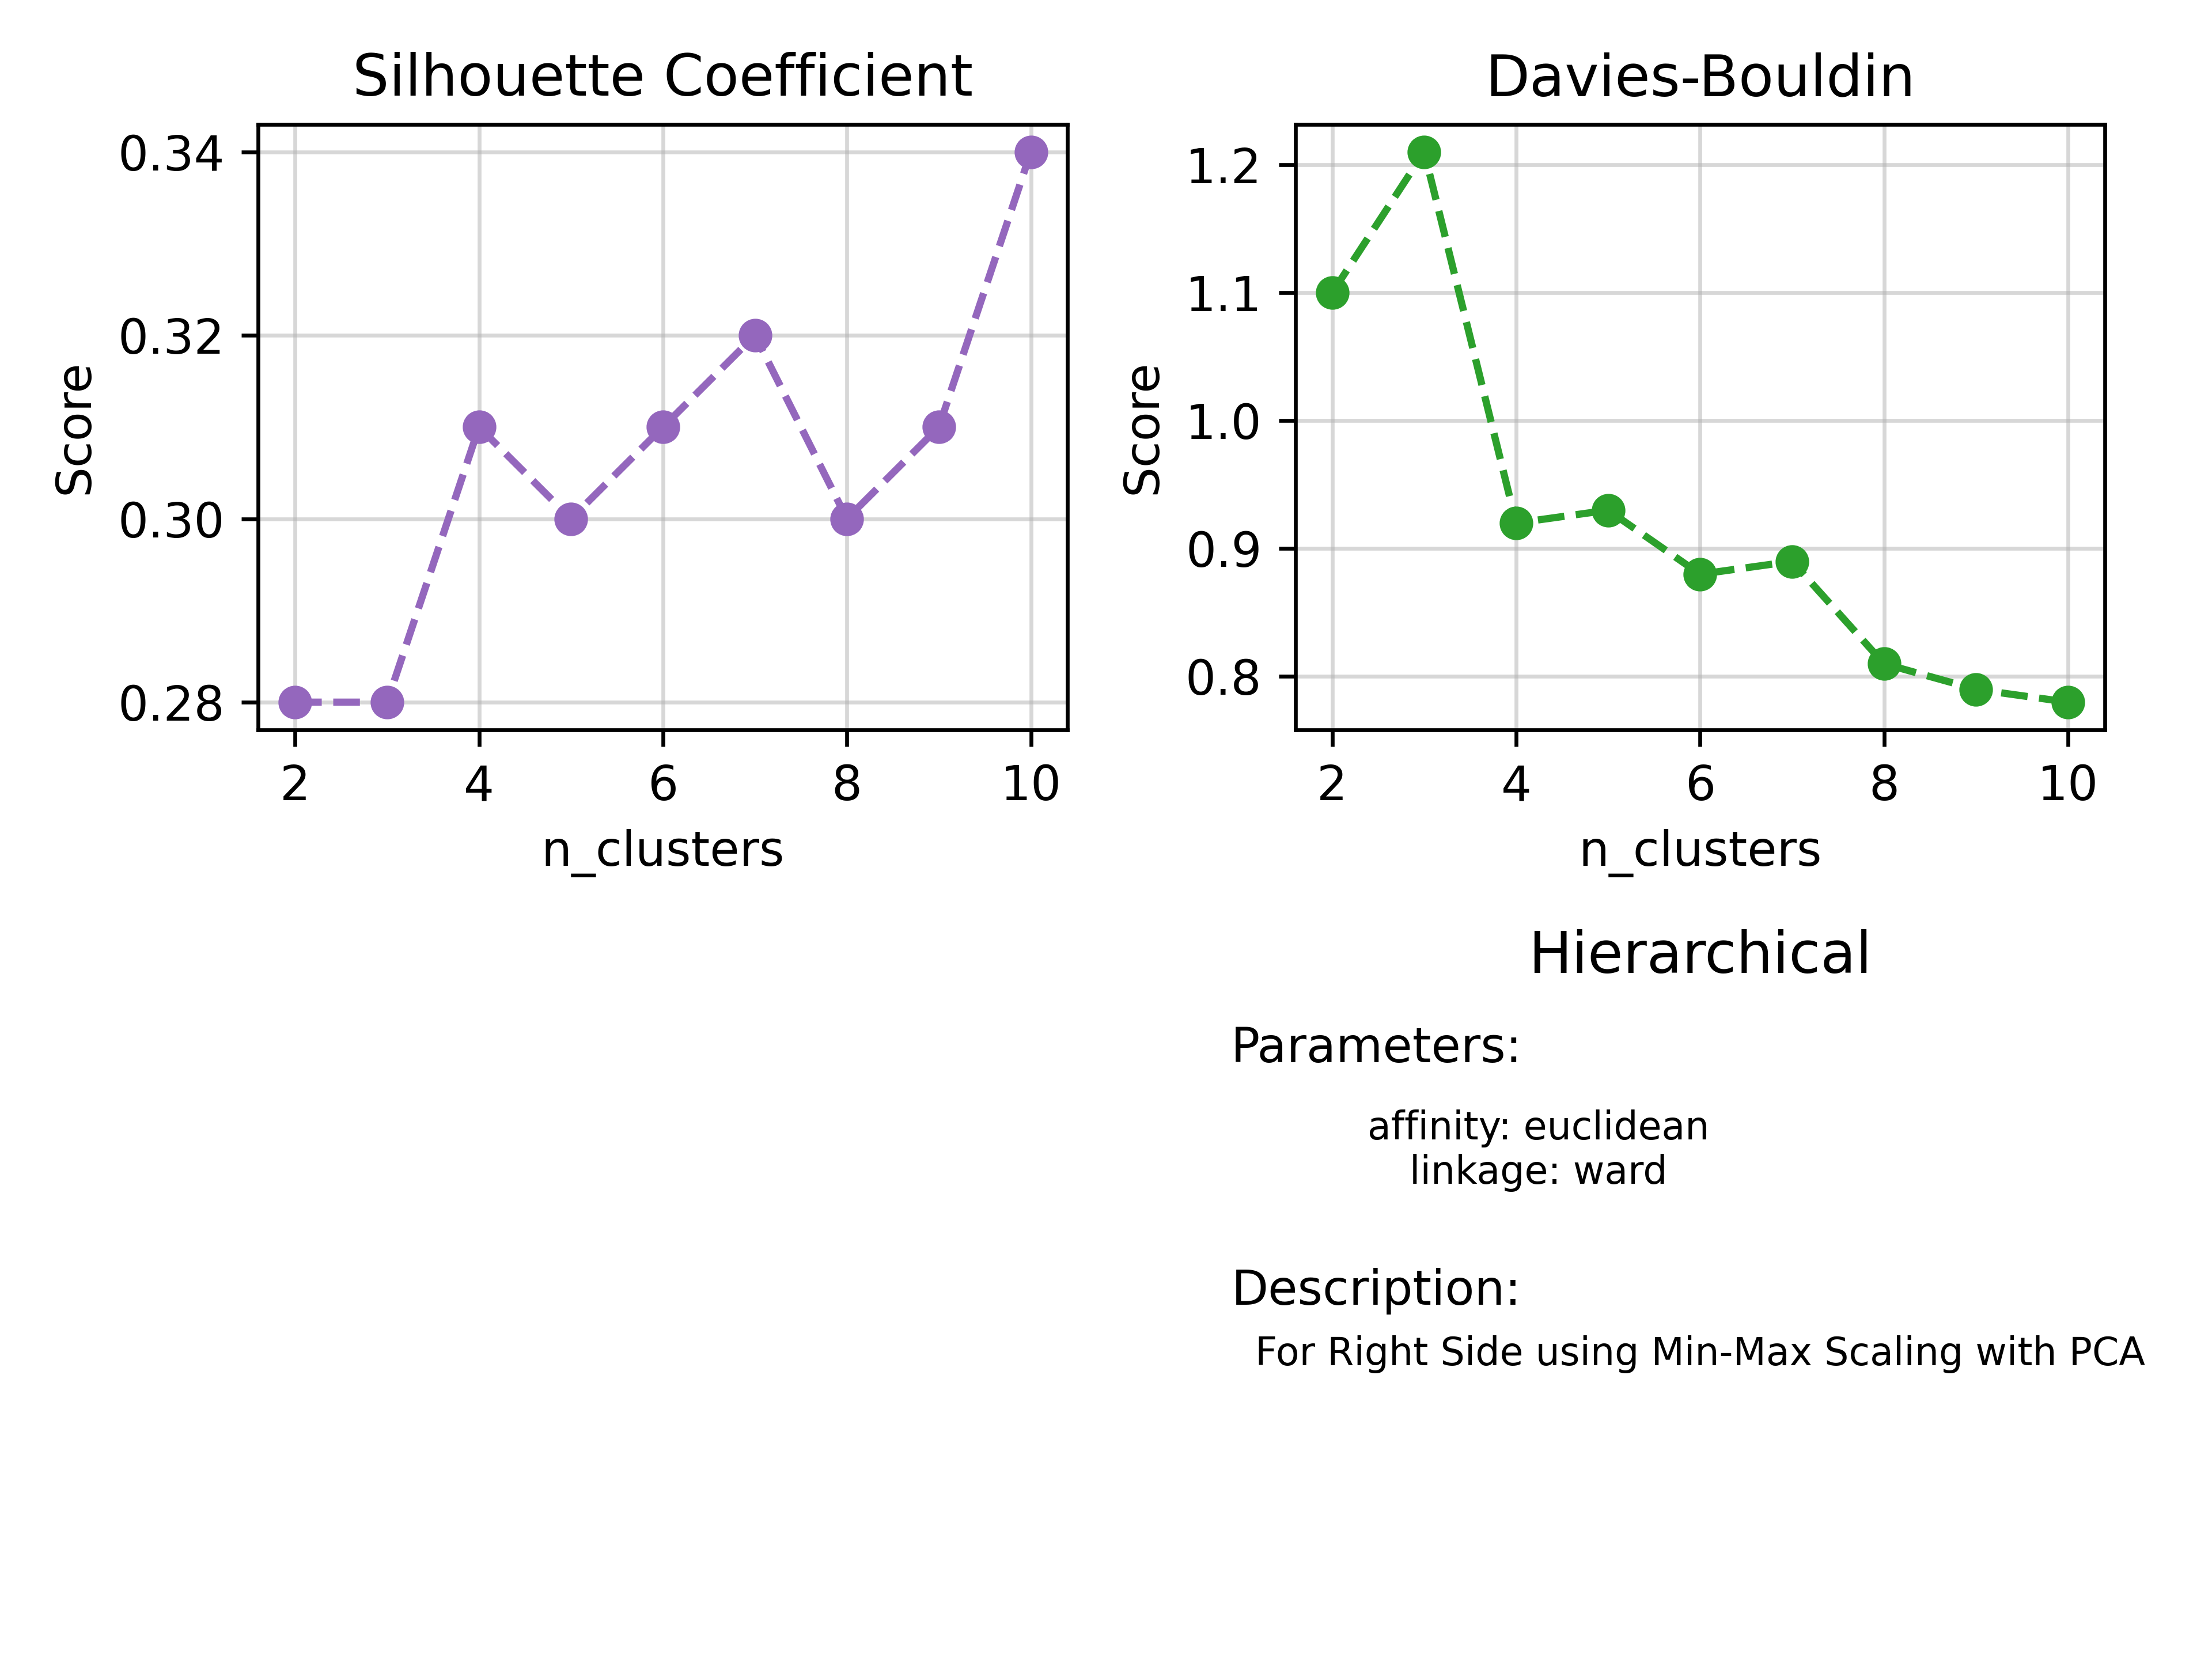 Silhouette Coefficient
0.34
0.32
0.30
0.28
Score
2 4 6 8 10
n_clusters
Davies-Bouldin
1.2
1.1
1.0
0.9
0.8
Score
2 4 6 8 10
n_clusters
Hierarchical
Parameters:
affinity: euclidean
linkage: ward
Description:
For Right Side using Min-Max Scaling with PCA